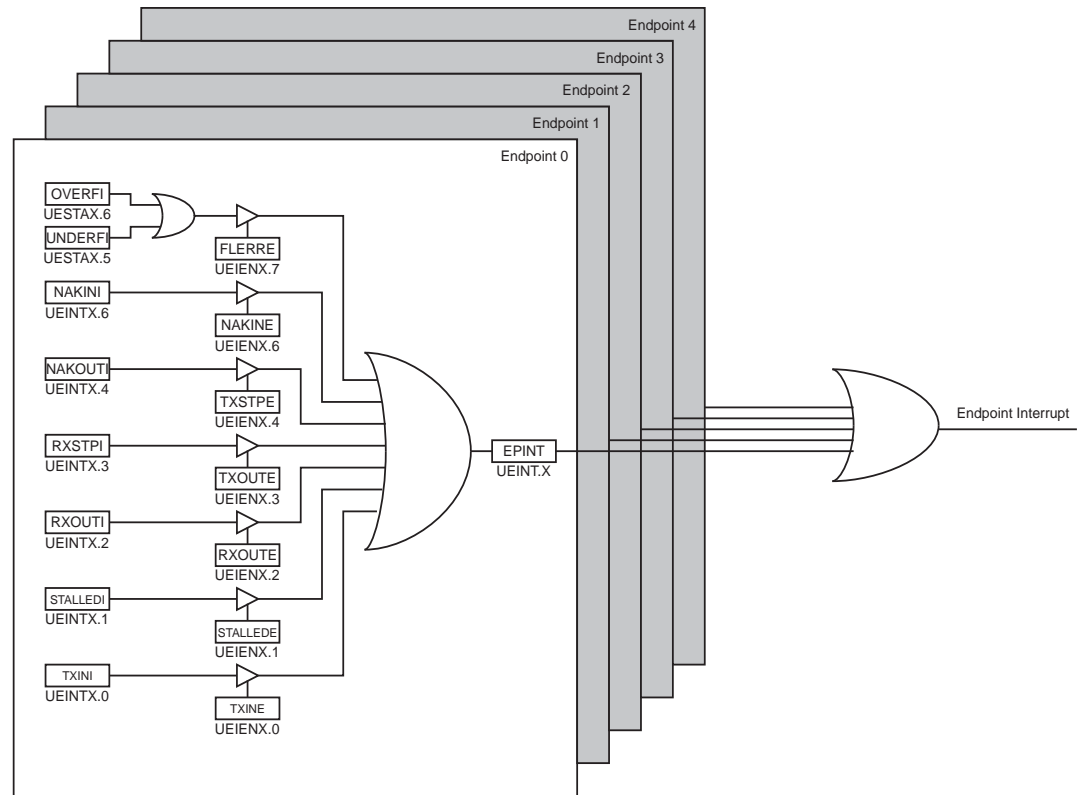 Endpoint 4
Endpoint 3
Endpoint 2
Endpoint 1
Endpoint 0
OVERFI
UESTAX.6
UNDERFI
UESTAX.5
FLERRE
UEIENX.7
NAKINI
UEINTX.6
NAKINE
UEIENX.6
NAKOUTI
UEINTX.4
TXSTPE
UEIENX.4
RXSTPI
UEINTX.3
TXOUTE
UEIENX.3
RXOUTI
UEINTX.2
RXOUTE
UEIENX.2
STALLEDI
UEINTX.1
STALLEDE
UEIENX.1
TXINI
UEINTX.0
TXINE
UEIENX.0
EPINT
UEINT.X
Endpoint Interrupt